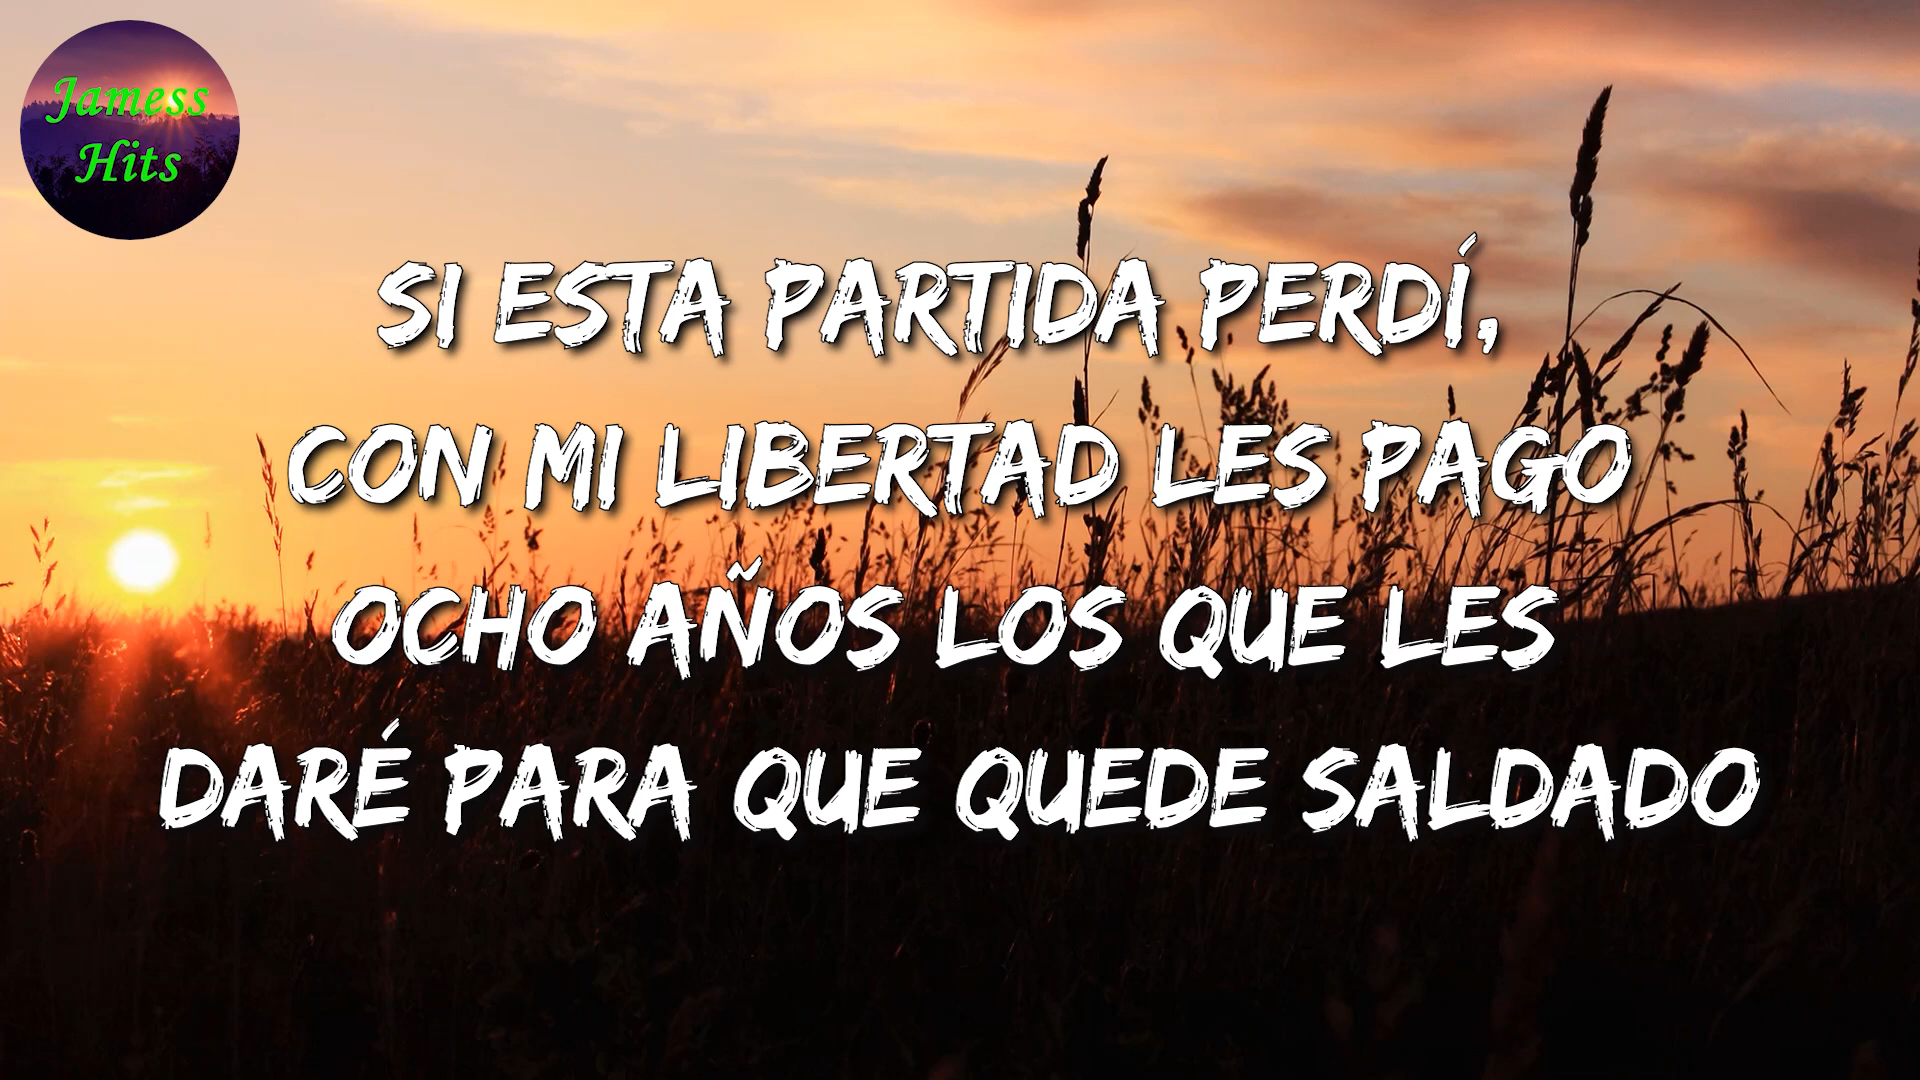 Jamess
Hits
SI ESTA PARTIDA PERDÍ,
CON MI LIBERTAD LES PAGO
OCHO AÑOS LOS QUE LES
DARÉ PARA QUE QUEDE SALDADO